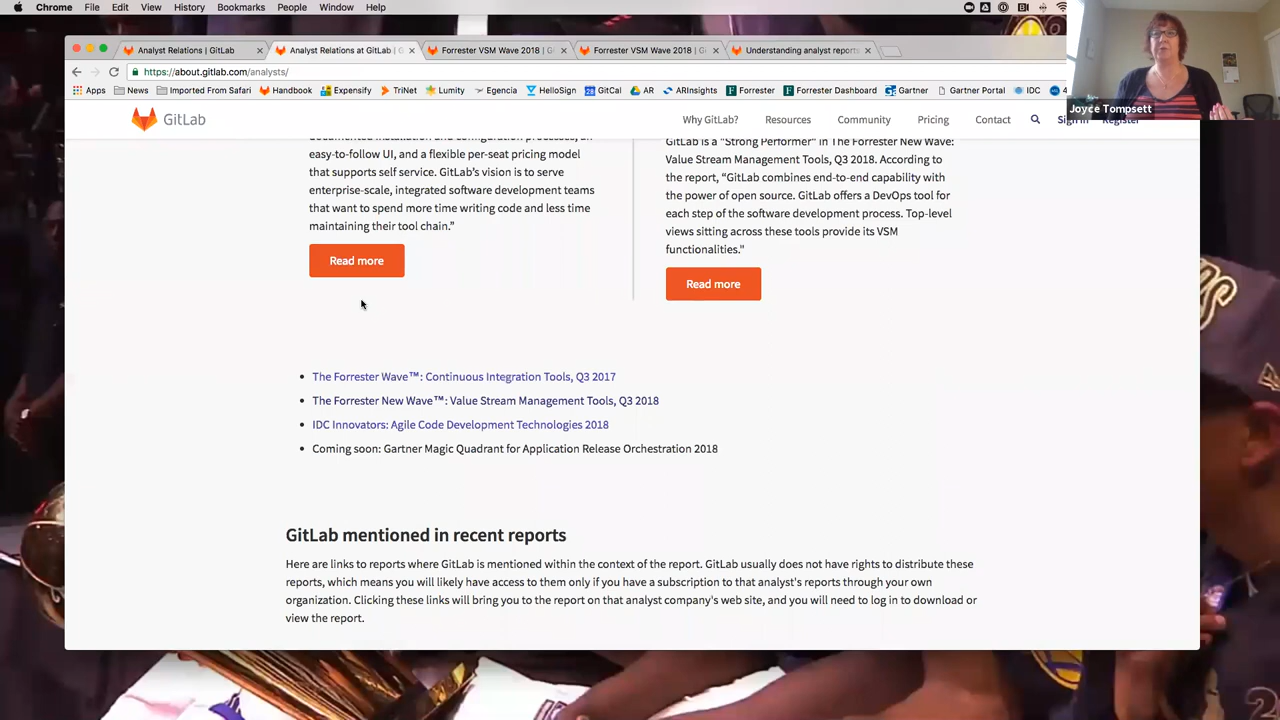 Chrome File Edit View History Bookmarks People Window Help
Analyst Relations | GitLab
Analyst Relations at GitLab | G
Forrester VSM Wave 2018 | G
Forrester VSM Wave 2018 | G
Understanding analyst reports
https://about.gitlab.com/analysts/
Apps News Imported From Safari Handbook Expensify TriNet Lumity Egencia HelloSign GitCal AR ARInsights Forrester Forrester Dashboard Gartner Gartner Portal IDC
Joyce Tompsett
GitLab
Why GitLab? Resources Community Pricing Contact Sign in Register
easy-to-follow UI, and a flexible per-seat pricing model
that supports self service. GitLab's vision is to serve
enterprise-scale, integrated software development teams
that want to spend more time writing code and less time
maintaining their tool chain."
Read more
GitLab is a "Strong Performer" in The Forrester New Wave:
Value Stream Management Tools, Q3 2018. According to
the report, "GitLab combines end-to-end capability with
the power of open source. GitLab offers a DevOps tool for
each step of the software development process. Top-level
views sitting across these tools provide its VSM
functionalities."
Read more
• The Forrester Wave™: Continuous Integration Tools, Q3 2017
• The Forrester New Wave™: Value Stream Management Tools, Q3 2018
• IDC Innovators: Agile Code Development Technologies 2018
• Coming soon: Gartner Magic Quadrant for Application Release Orchestration 2018
GitLab mentioned in recent reports
Here are links to reports where GitLab is mentioned within the context of the report. GitLab usually does not have rights to distribute these
reports, which means you will likely have access to them only if you have a subscription to that analyst's reports through your own
organization. Clicking these links will bring you to the report on that analyst company's web site, and you will need to log in to download or
view the report.